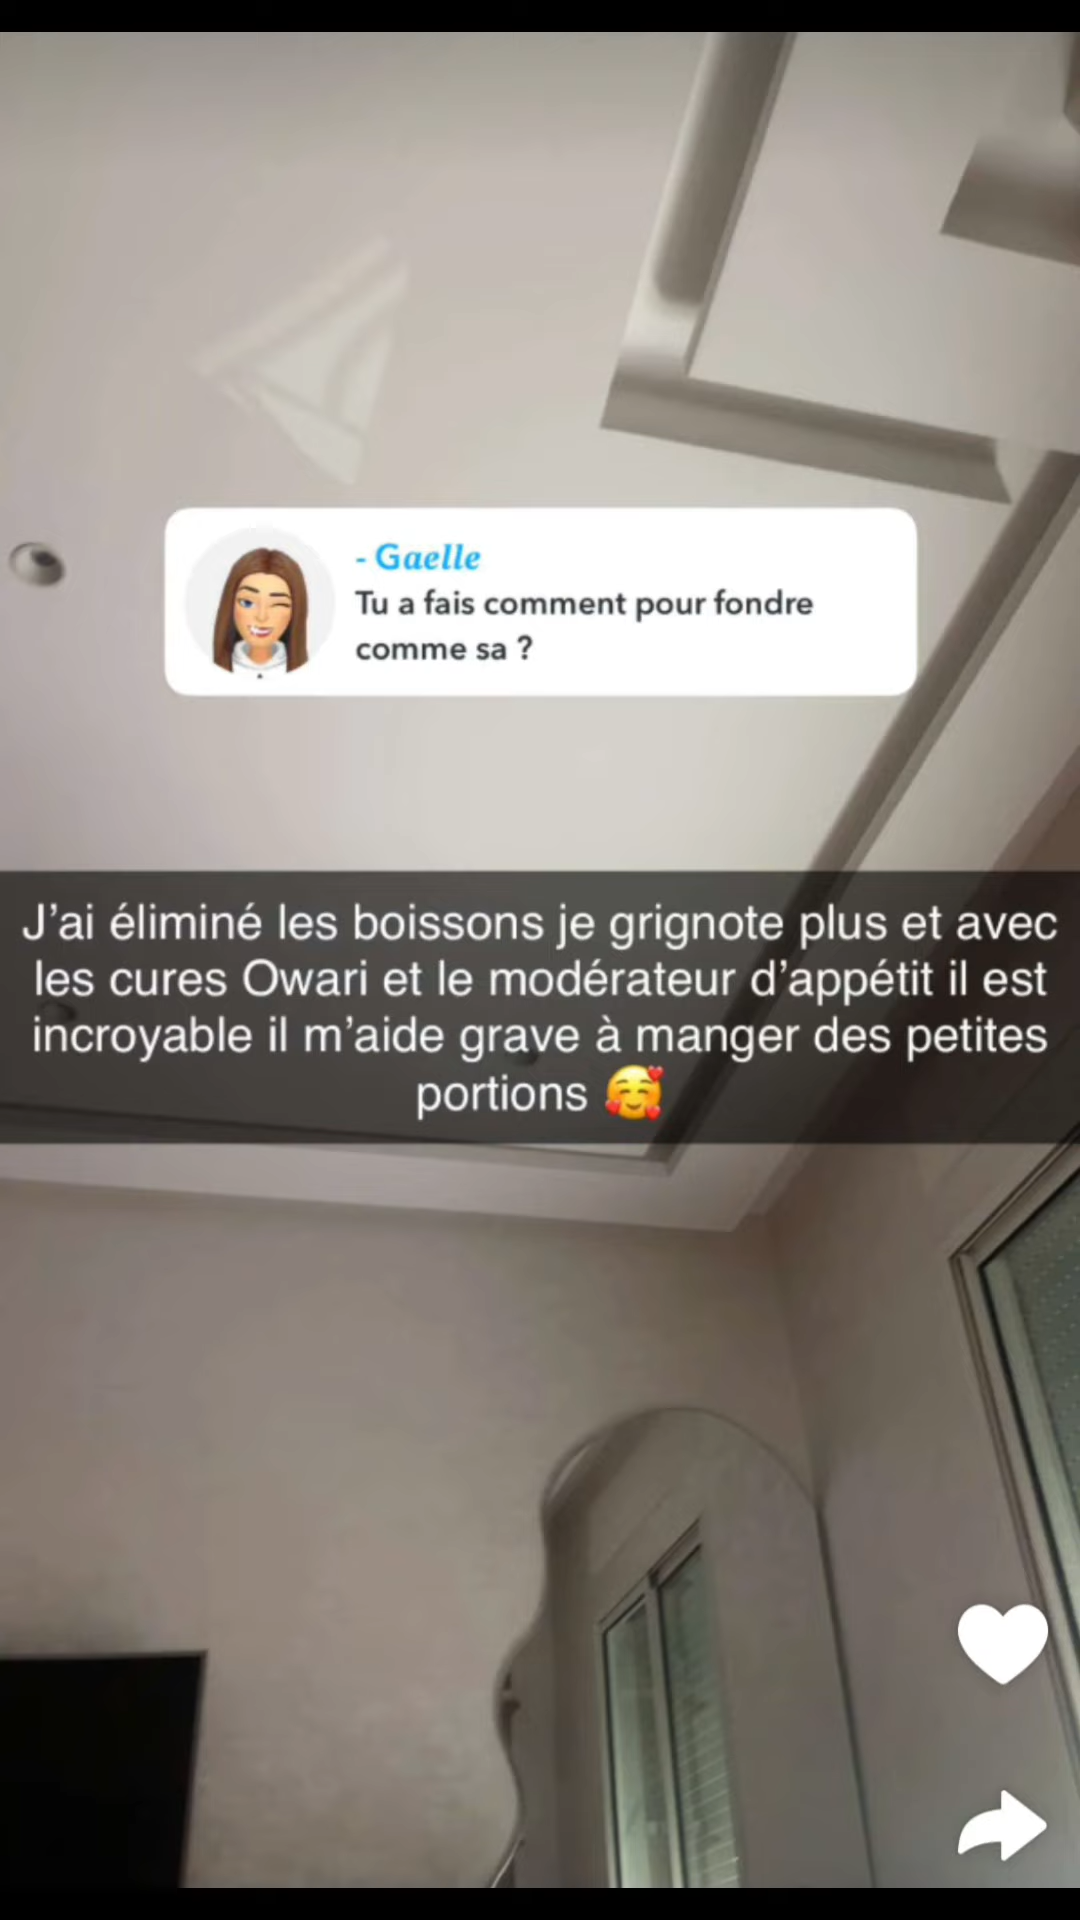 - Gaelle
Tu a fais comment pour fondre
comme sa ?
J’ai éliminé les boissons je grignote plus et avec
les cures Owari et le modérateur d’appétit il est
incroyable il m’aide grave à manger des petites
portions 🥰